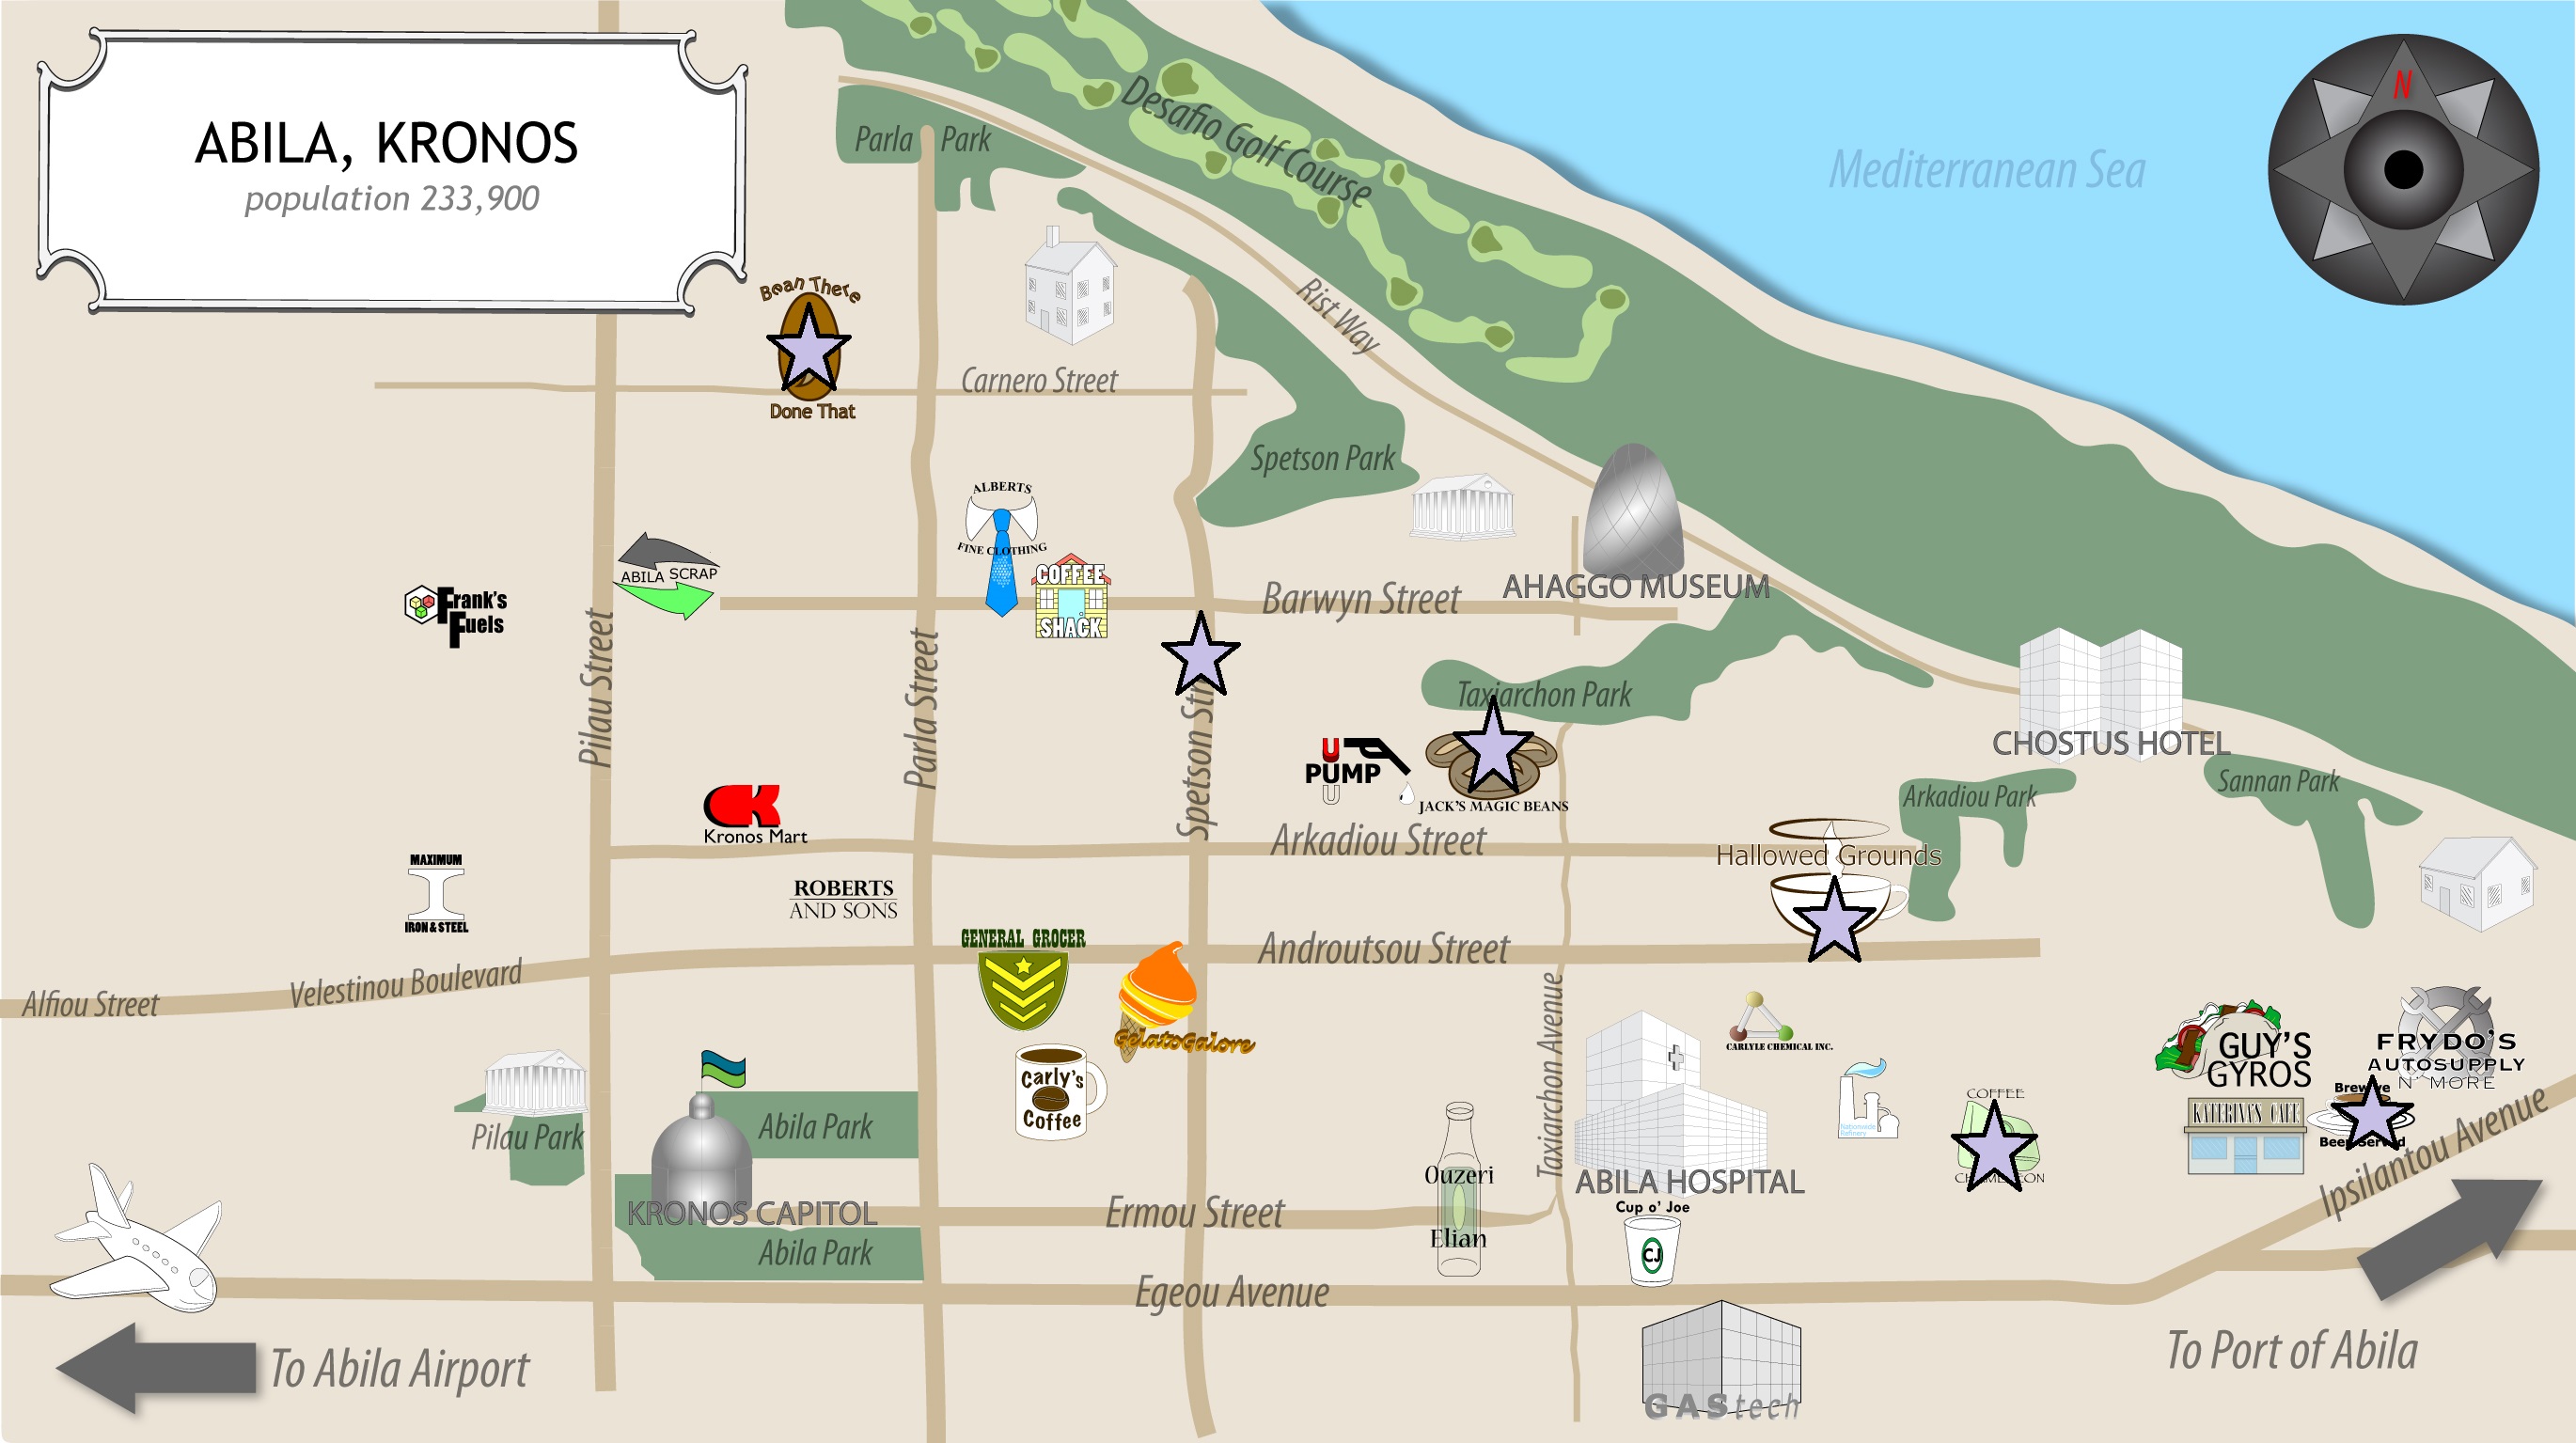 ABILA, KRONOS
population 233,900
N
Mediterranean Sea
Desafio Golf Course
Parla Park
Rist Way
Bean There
Done That
Carnero Street
Spetson Park
ALBERTS
FINE CLOTHING
COFFEE
SHACK
ABILA SCRAP
Frank's
Fuels
Barwyn Street
AHAGGO MUSEUM
Pilau Street
Parla Street
Spetson
Spetson Street
Taxiarchon Park
CHOSTUS HOTEL
Sannan Park
Arkadiou Park
U
PUMP
U
JACK'S MAGIC BEANS
CK
Kronos Mart
Arkadiou Street
Hallowed Grounds
MAXIMUM
IRON & STEEL
ROBERTS
AND SONS
GENERAL GROCER
Androutsou Street
Velestinou Boulevard
Alfiou Street
GelatoGalore
Carly's
Coffee
Taxiarchon Avenue
CARLYLE CHEMICAL INC.
Nationwide
Refinery
COFFEE
GUY'S
GYROS
FRYDO'S
AUTOSUPPLY
N' MORE
KATERINA'S CAFE
Ipsilantou Avenue
Abila Park
Pilau Park
KRONOS CAPITOL
Abila Park
Ermou Street
Ouzeri
Elian
ABILA HOSPITAL
Cup o' Joe
CJ
Egeou Avenue
To Abila Airport
GAStech
To Port of Abila